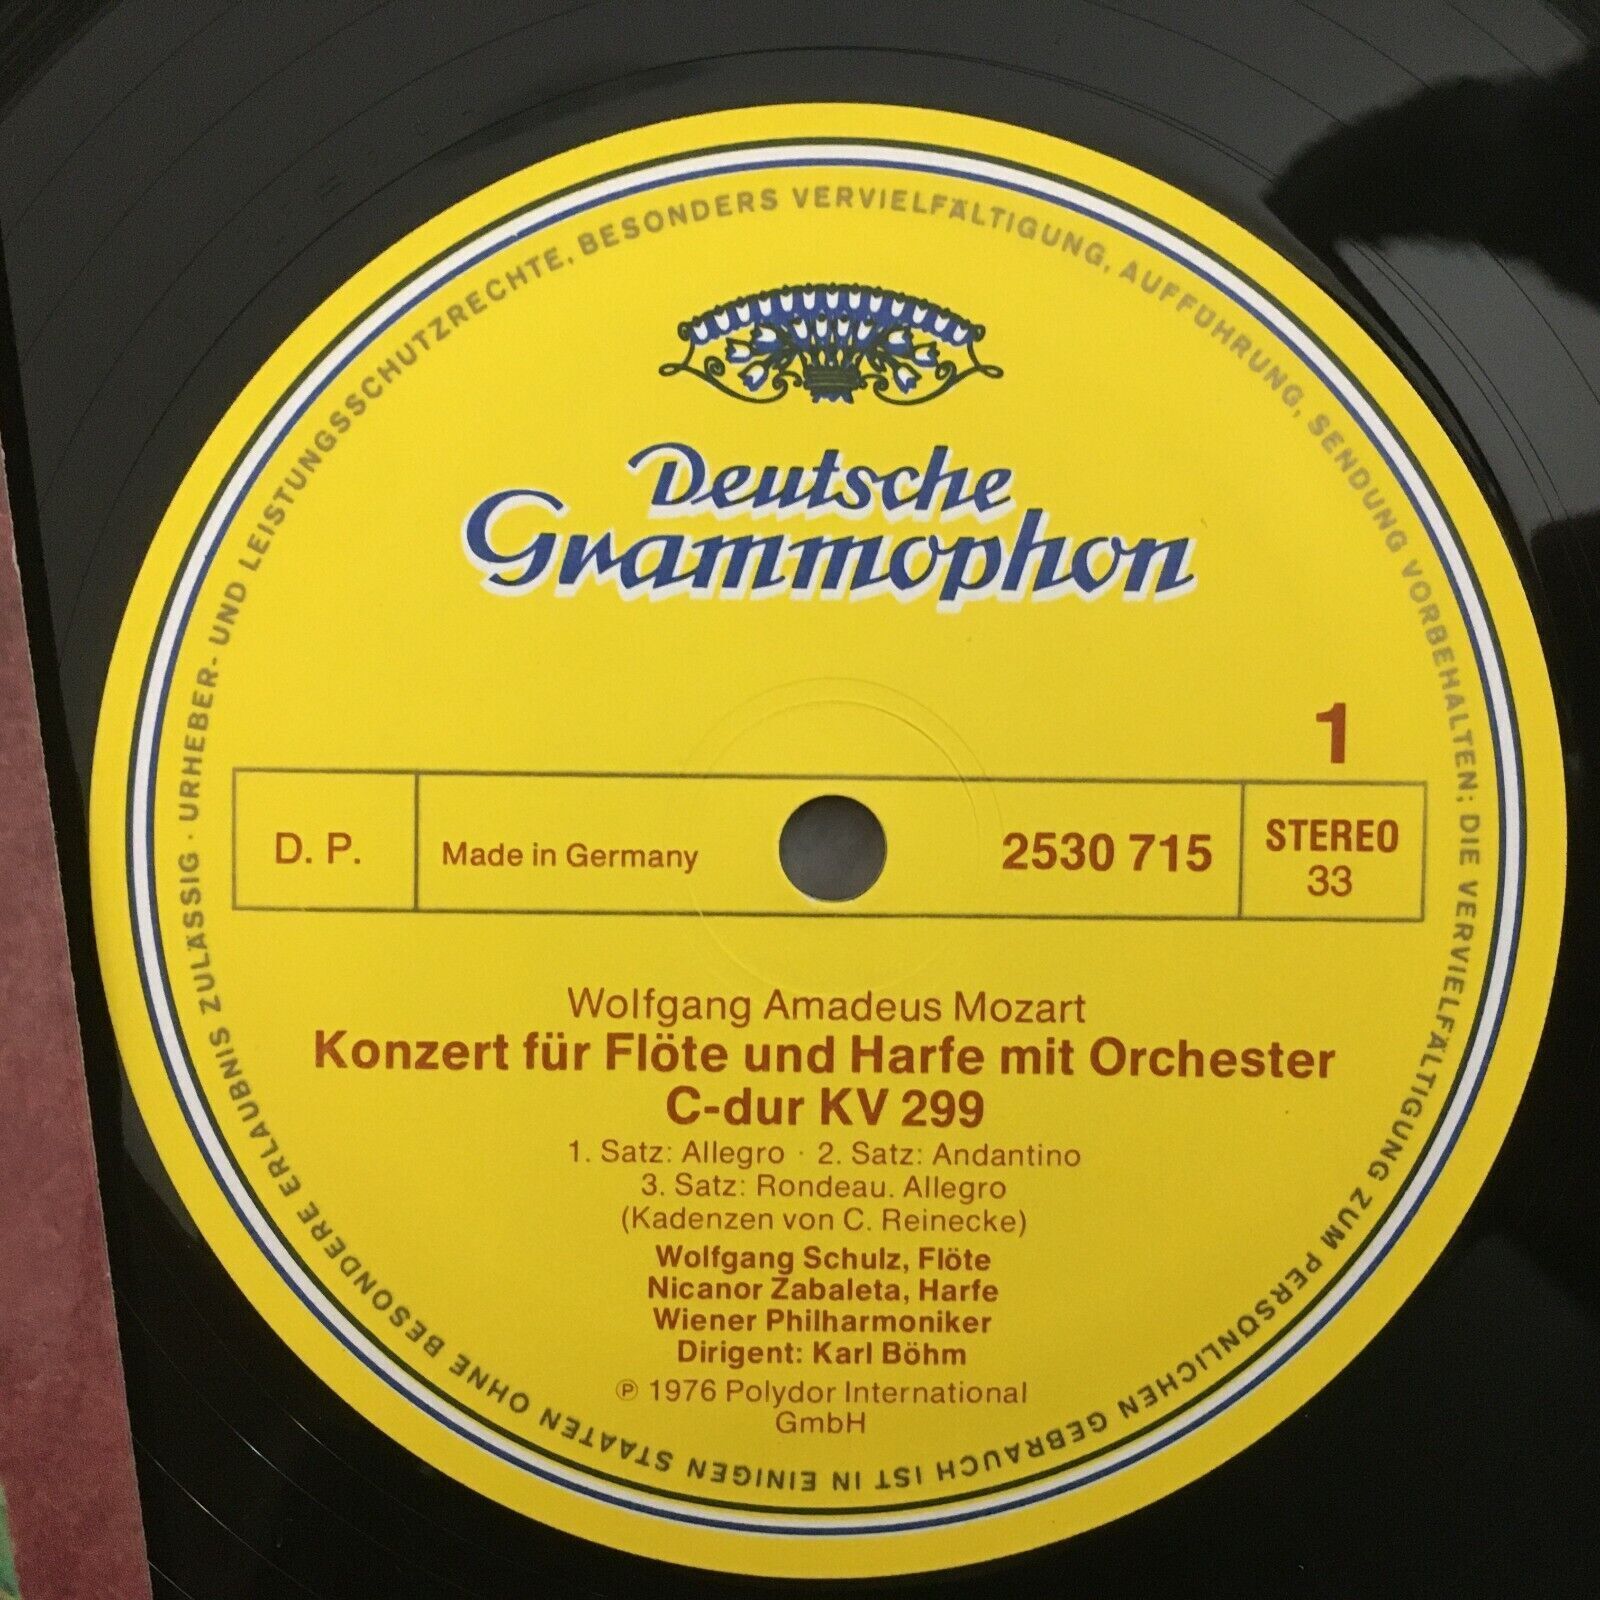 URHEBER- UND LEISTUNGSSCHUTZRECHTE, BESONDERS VERVIELFÄLTIGUNG, AUFFÜHRUNG, SENDUNG VORBEHALTEN; DIE VERVIELFÄLTIGUNG ZUM PERSÖNLICHEN GEBRAUCH IST IN EINIGEN STAATEN OHNE BESONDERE ERLAUBNIS ZULÄSSIG ·
Deutsche
Grammophon
1
D. P.
Made in Germany
2530 715
STEREO
33
Wolfgang Amadeus Mozart
Konzert für Flöte und Harfe mit Orchester
C-dur KV 299
1. Satz: Allegro · 2. Satz: Andantino
3. Satz: Rondeau. Allegro
(Kadenzen von C. Reinecke)
Wolfgang Schulz, Flöte
Nicanor Zabaleta, Harfe
Wiener Philharmoniker
Dirigent: Karl Böhm
℗ 1976 Polydor International
GmbH